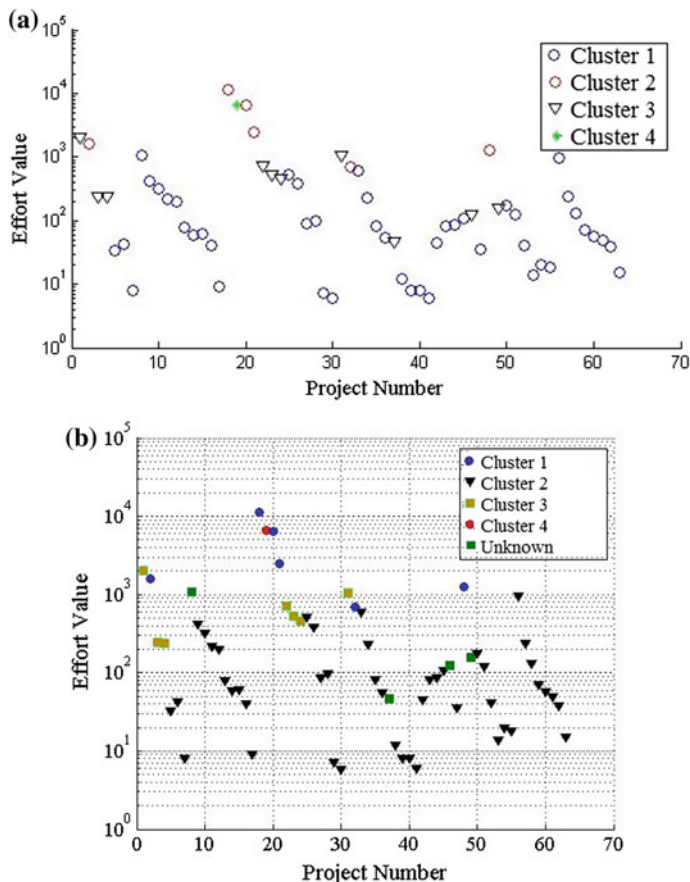 (a)
10^5
10^4
10^3
10^2
10^1
10^0
Effort Value
0 10 20 30 40 50 60 70
Project Number
Cluster 1
Cluster 2
Cluster 3
Cluster 4
(b)
10^5
10^4
10^3
10^2
10^1
10^0
Effort Value
0 10 20 30 40 50 60 70
Project Number
Cluster 1
Cluster 2
Cluster 3
Cluster 4
Unknown